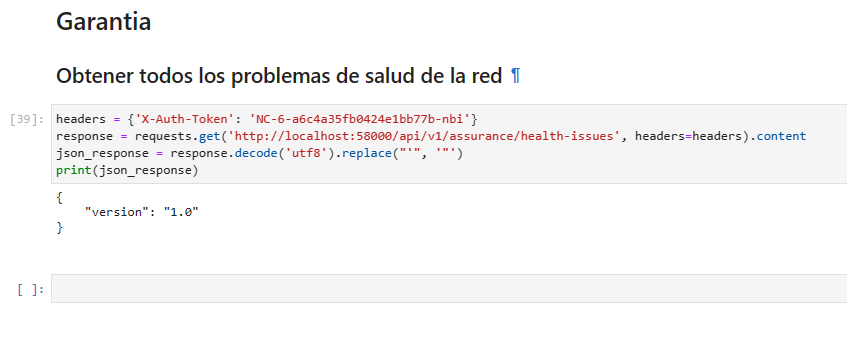 Garantia
Obtener todos los problemas de salud de la red ¶
[39]: headers = {'X-Auth-Token': 'NC-6-a6c4a35fb0424e1bb77b-nbi'}
response = requests.get('http://localhost:58000/api/v1/assurance/health-issues', headers=headers).content
json_response = response.decode('utf8').replace("'", '"')
print(json_response)
{
    "version": "1.0"
}
[ ]: